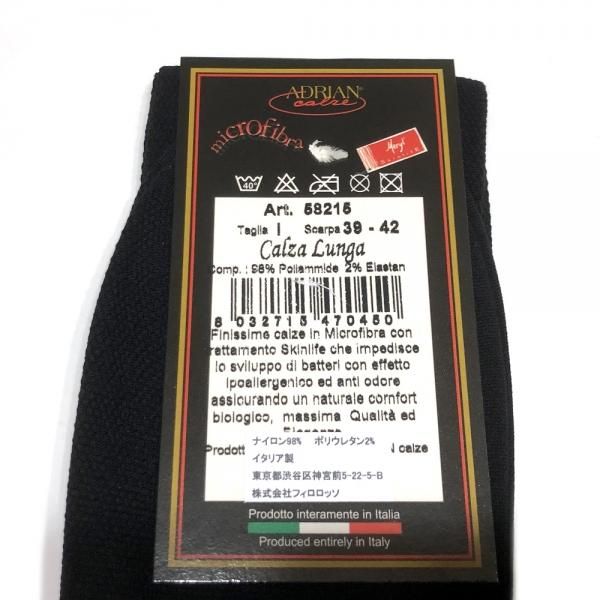 ADRIAN®
calze
microfibra
Meryl
40°
Art. 58215
Taglia I Scarpa 39 - 42
Calza Lunga
Comp. : 98% Poliammide 2% Elastan
8 032715 470450
Finissime calze in Microfibra con
trattamento Skinlife che impedisce
lo sviluppo di batteri con effetto
ipoallergenico ed anti odore
assicurando un naturale comfort
biologico, massima Qualità ed
Eleganza
Prodott
calze
ナイロン98% ポリウレタン2%
イタリア製
東京都渋谷区神宮前5-22-5-B
株式会社フィロロッソ
Prodotto interamente in Italia
Produced entirely in Italy